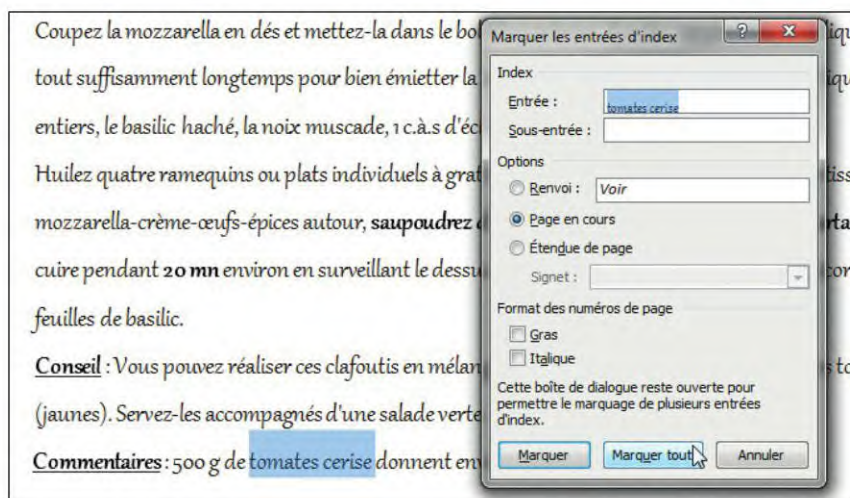 Coupez la mozzarella en dés et mettez-la dans le bol
tout suffisamment longtemps pour bien émietter la
entiers, le basilic haché, la noix muscade, 1 c.à.s d'éc
Huilez quatre ramequins ou plats individuels à grat
mozzarella-crème-œufs-épices autour, saupoudrez
cuire pendant 20 mn environ en surveillant le dessu
feuilles de basilic.
Conseil : Vous pouvez réaliser ces clafoutis en mélan
(jaunes). Servez-les accompagnés d'une salade verte
Commentaires : 500 g de tomates cerise donnent env
Marquer les entrées d'index
Index
Entrée : tomates cerise
Sous-entrée :
Options
Renvoi : Voir
Page en cours
Étendue de page
Signet :
Format des numéros de page
Gras
Italique
Cette boîte de dialogue reste ouverte pour
permettre le marquage de plusieurs entrées
d'index.
Marquer Marquer tout Annuler